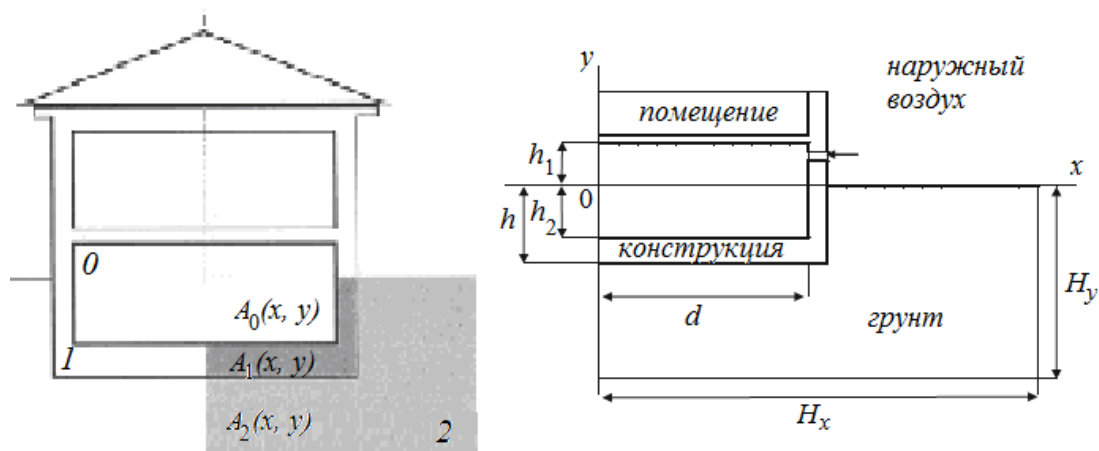 0
A0(x, y)
1
A1(x, y)
A2(x, y)
2
y
наружный
воздух
помещение
h1
x
0
h
h2
конструкция
Hy
d
грунт
Hx